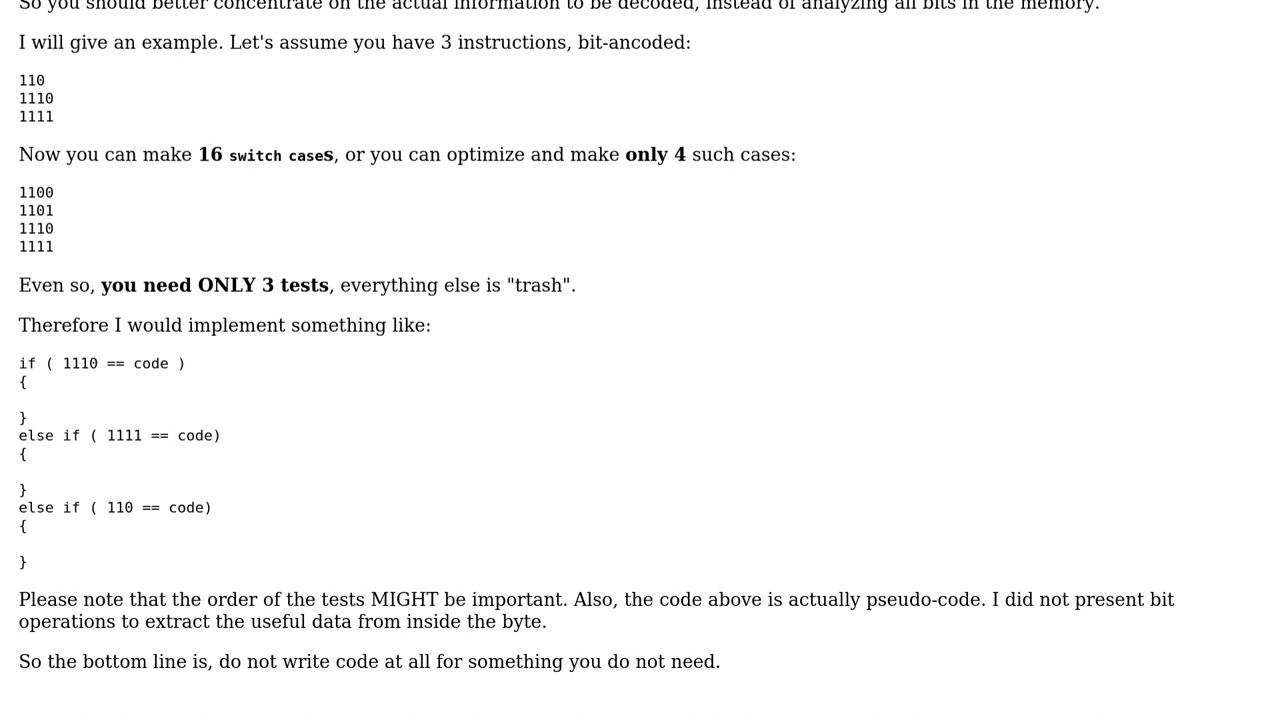 So you should better concentrate on the actual information to be decoded, instead of analyzing all bits in the memory.
I will give an example. Let's assume you have 3 instructions, bit-ancoded:
110
1110
1111
Now you can make 16 switch cases, or you can optimize and make only 4 such cases:
1100
1101
1110
1111
Even so, you need ONLY 3 tests, everything else is "trash".
Therefore I would implement something like:
if ( 1110 == code )
{
}
else if ( 1111 == code)
{
}
else if ( 110 == code)
{
}
Please note that the order of the tests MIGHT be important. Also, the code above is actually pseudo-code. I did not present bit
operations to extract the useful data from inside the byte.
So the bottom line is, do not write code at all for something you do not need.